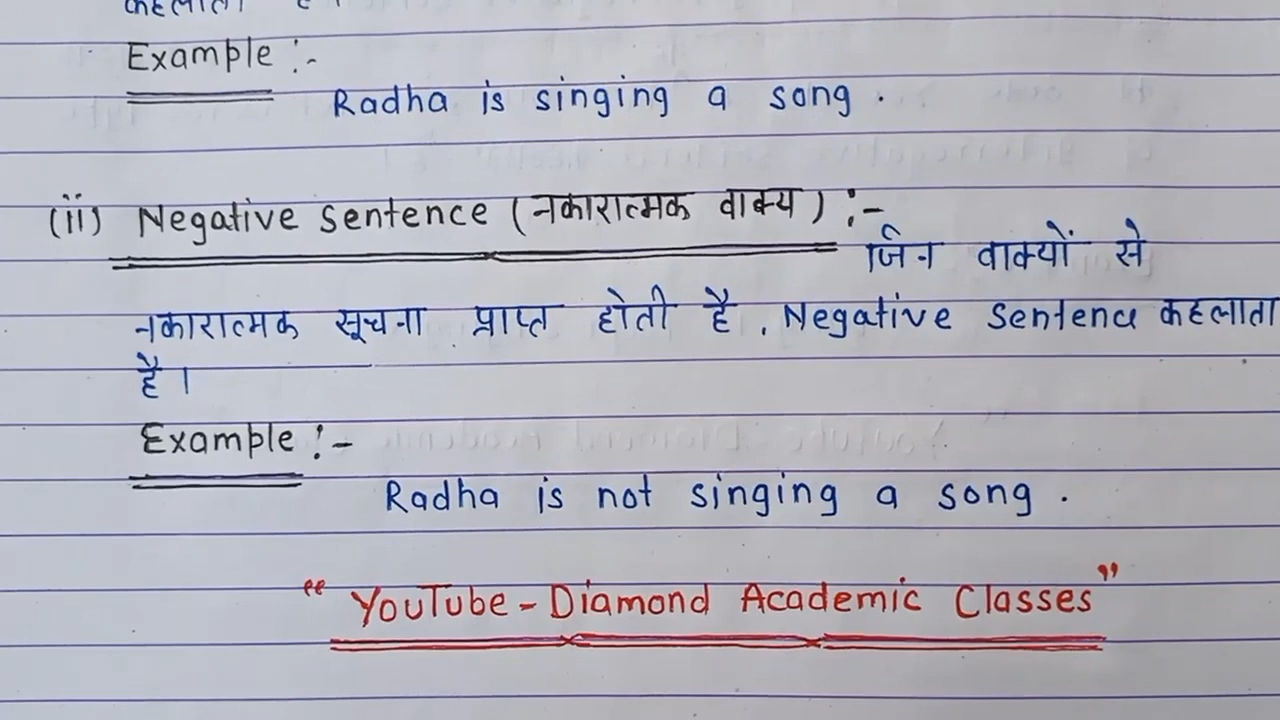 कहलाता है।
Example :-
Radha is singing a song .
(ii) Negative Sentence (नकारात्मक वाक्य) :-
जिन वाक्यों से
नकारात्मक सूचना प्राप्त होती है , Negative Sentence कहलाता
है।
Example :-
Radha is not singing a song .
“ YouTube - Diamond Academic Classes ”